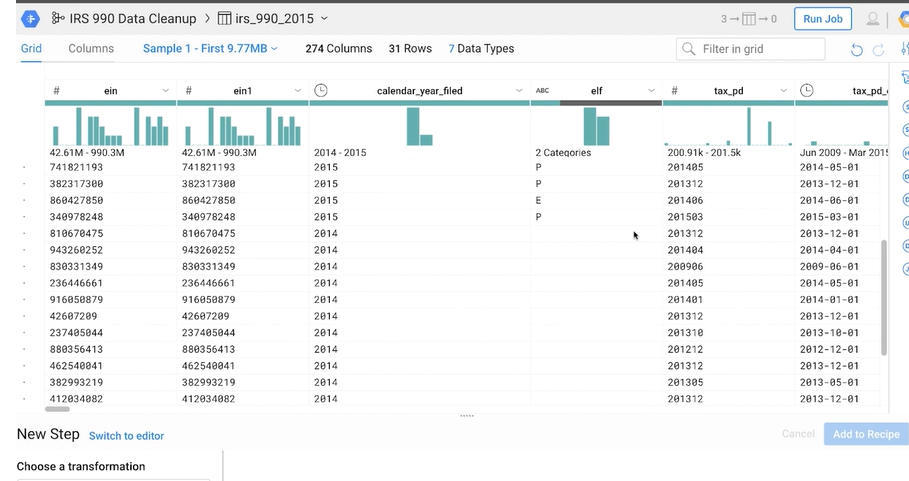 IRS 990 Data Cleanup > irs_990_2015 3 → → 0 Run Job
Grid Columns Sample 1 - First 9.77MB 274 Columns 31 Rows 7 Data Types Filter in grid
# ein # ein1 calendar_year_filed ABC elf # tax_pd tax_pd_
42.61M - 990.3M 42.61M - 990.3M 2014 - 2015 2 Categories 200.91k - 201.5k Jun 2009 - Mar 2015
741821193 741821193 2015 P 201405 2014-05-01
382317300 382317300 2015 P 201312 2013-12-01
860427850 860427850 2015 E 201406 2014-06-01
340978248 340978248 2015 P 201503 2015-03-01
810670475 810670475 2014 201312 2013-12-01
943260252 943260252 2014 201404 2014-04-01
830331349 830331349 2014 200906 2009-06-01
236446661 236446661 2014 201405 2014-05-01
916050879 916050879 2014 201401 2014-01-01
42607209 42607209 2014 201312 2013-12-01
237405044 237405044 2014 201310 2013-10-01
880356413 880356413 2014 201212 2012-12-01
462540041 462540041 2014 201312 2013-12-01
382993219 382993219 2014 201305 2013-05-01
412034082 412034082 2014 201312 2013-12-01
New Step Switch to editor Cancel Add to Recipe
Choose a transformation